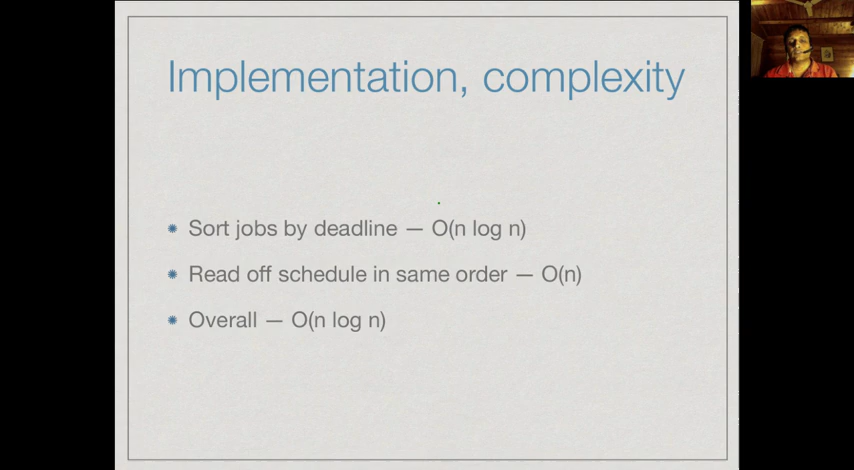 Implementation, complexity
Sort jobs by deadline — O(n log n)
Read off schedule in same order — O(n)
Overall — O(n log n)